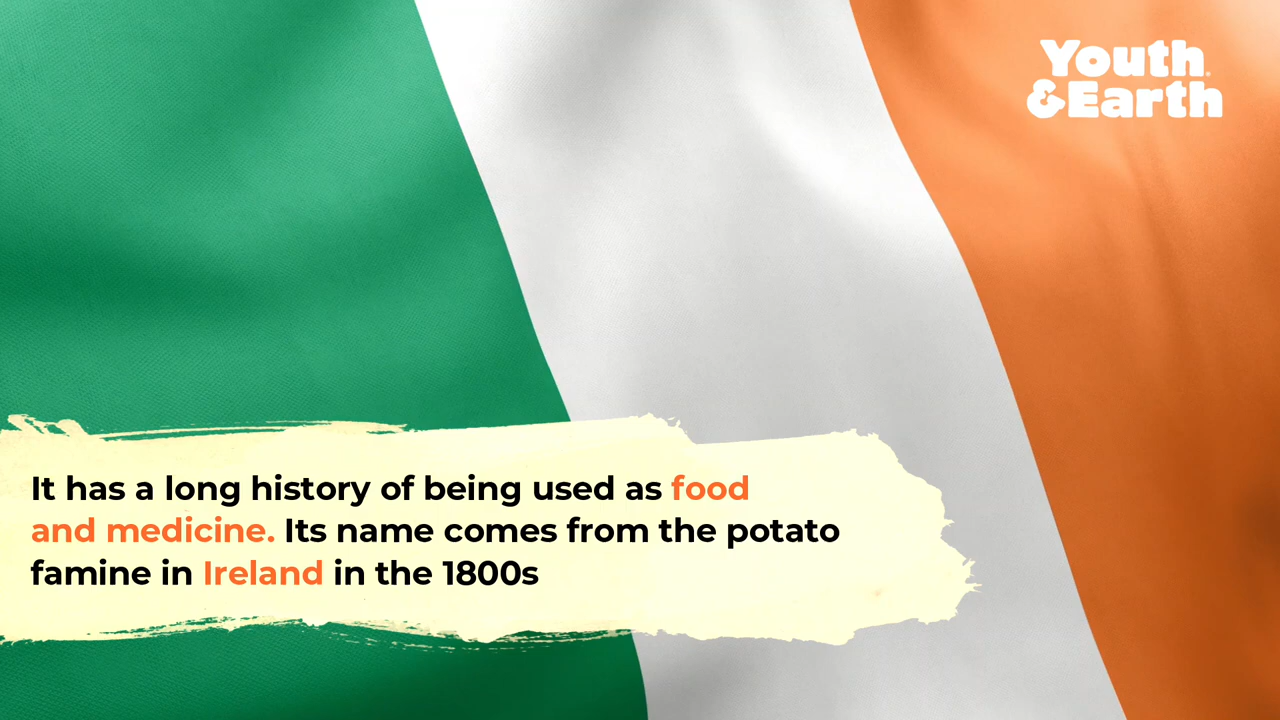 Youth
&Earth
It has a long history of being used as food
and medicine. Its name comes from the potato
famine in Ireland in the 1800s